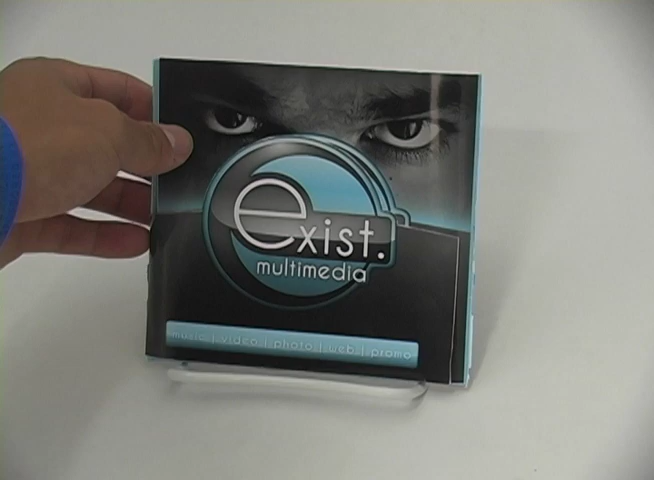 exist.
multimedia
music | video | photo | web | promo